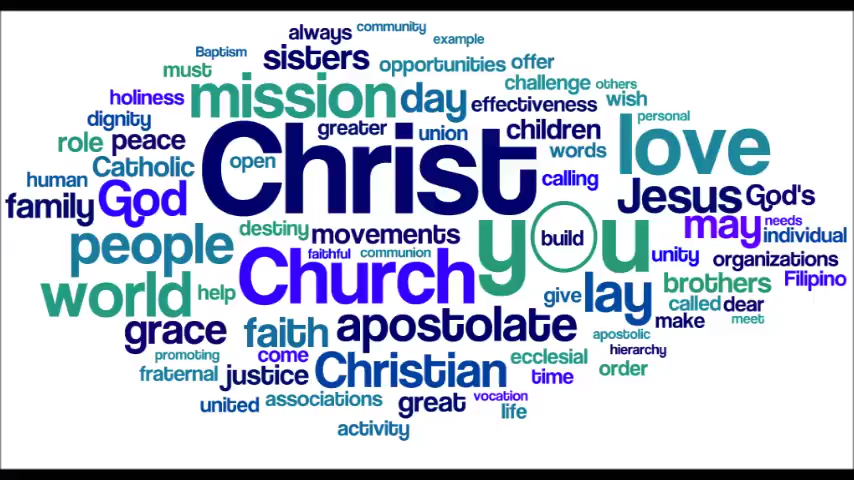 always community
example
Baptism sisters opportunities offer
must challenge others
holiness mission day effectiveness wish
dignity greater union children personal
role peace Christ words love
Catholic open
human calling
family God Jesus God's
destiny movements you build may needs
people individual
faithful communion unity organizations
world help Church give lay brothers Filipino
called dear
grace faith apostolate make meet
apostolic
promoting come ecclesial hierarchy
fraternal justice Christian time order
united associations great vocation
life
activity